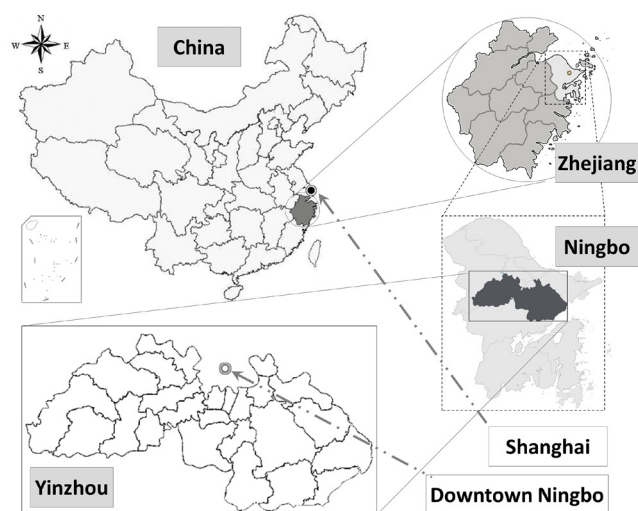 N
W E
S
China
Zhejiang
Ningbo
Shanghai
Yinzhou
Downtown Ningbo